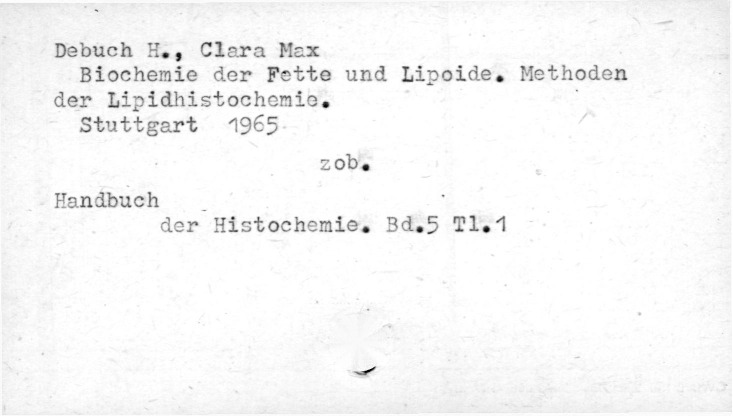 Debuch H., Clara Max
Biochemie der Fette und Lipoide. Methoden
der Lipidhistochemie.
Stuttgart 1965
zob.
Handbuch
der Histochemie. Bd.5 Tl.1